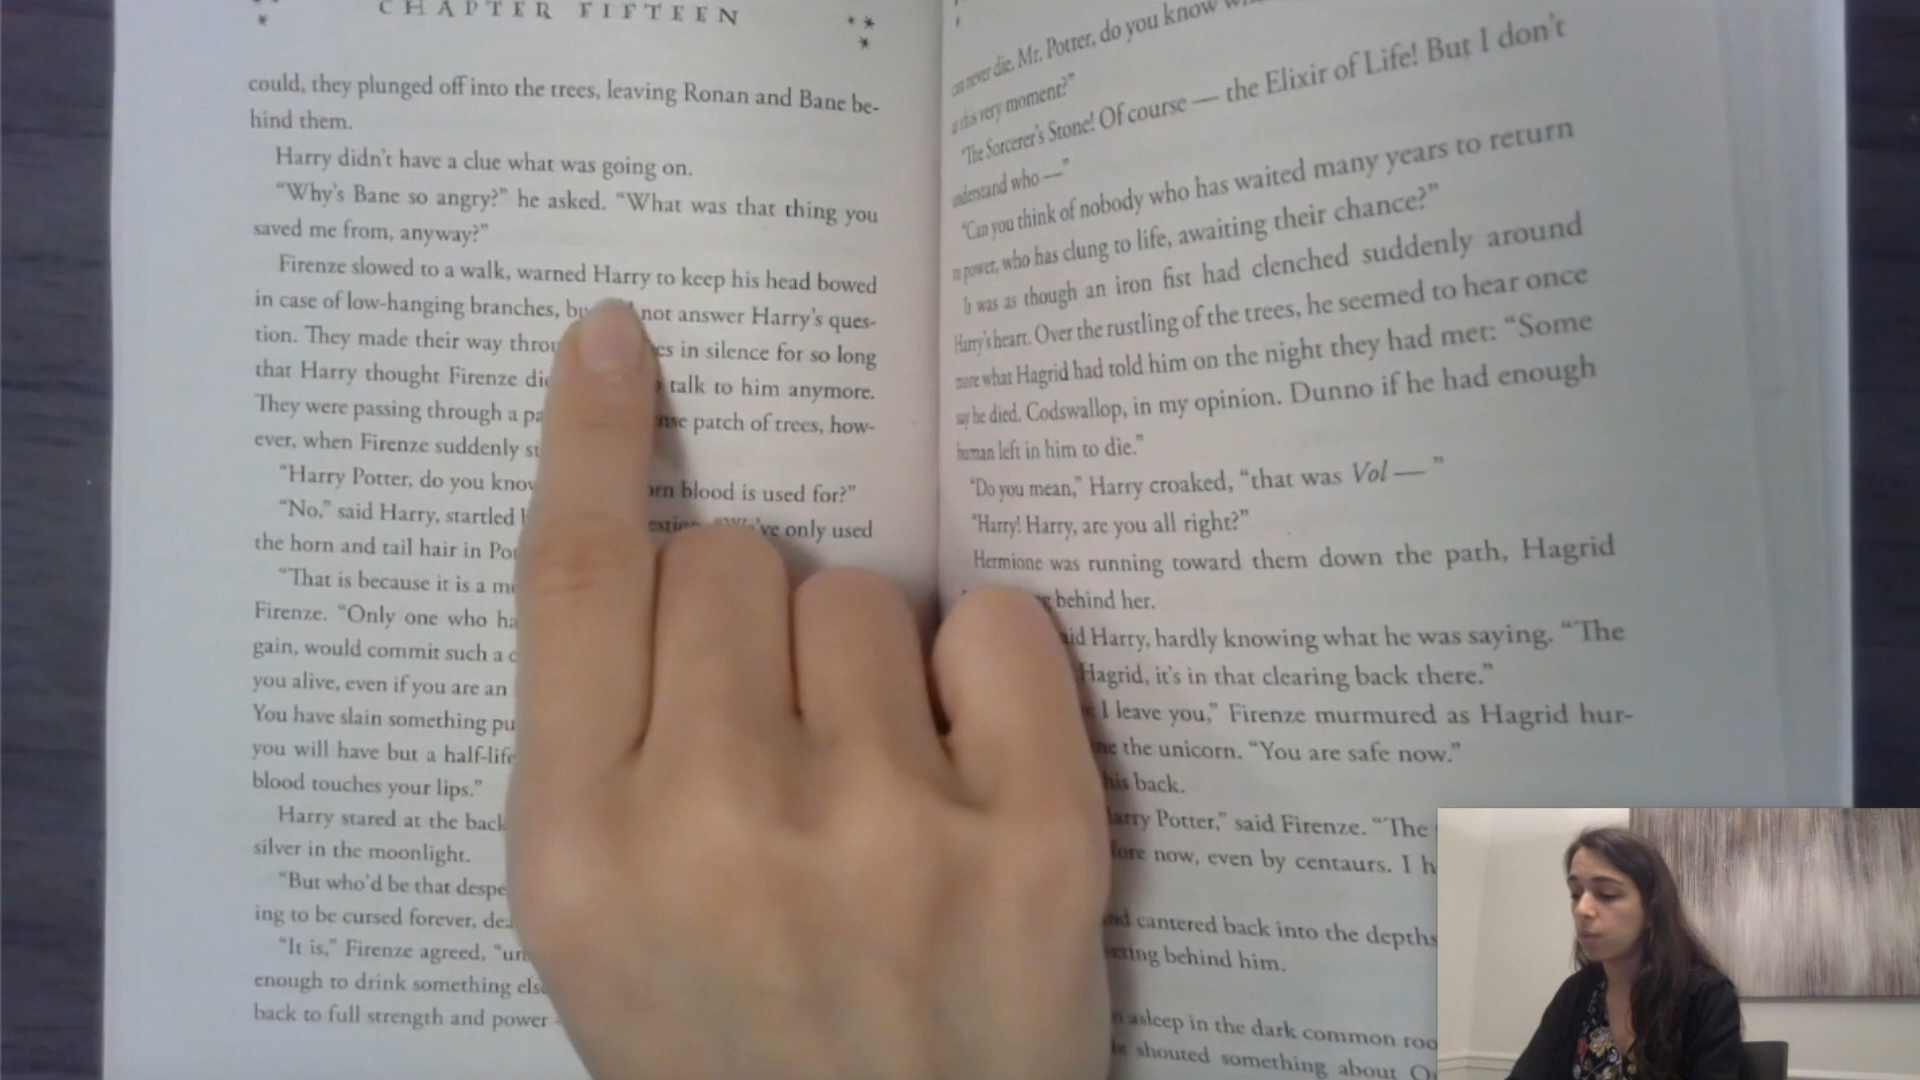 CHAPTER FIFTEEN
could, they plunged off into the trees, leaving Ronan and Bane be-
hind them.
Harry didn't have a clue what was going on.
“Why's Bane so angry?” he asked. “What was that thing you
saved me from, anyway?”
Firenze slowed to a walk, warned Harry to keep his head bowed
in case of low-hanging branches, not answer Harry's ques-
tion. They made their way in silence for so long
that Harry thought Firenze talk to him anymore.
They were passing through a patch of trees, how-
ever, when Firenze suddenly
“Harry Potter, do you blood is used for?”
“No,” said Harry, startled only used
the horn and tail hair in
“That is because it is a
Firenze. “Only one who
gain, would commit such a
you alive, even if you are an
You have slain something
you will have but a half-life
blood touches your lips.”
Harry stared at the back
silver in the moonlight.
“But who'd be that
ing to be cursed forever,
“It is,” Firenze agreed,
enough to drink something
back to full strength and power
can never die. Mr. Potter, do you know
at this very moment?”
“The Sorcerer's Stone! Of course — the Elixir of Life! But I don't
understand who —”
“Can you think of nobody who has waited many years to return
to power, who has clung to life, awaiting their chance?”
It was as though an iron fist had clenched suddenly around
Harry's heart. Over the rustling of the trees, he seemed to hear once
more what Hagrid had told him on the night they had met: “Some
say he died. Codswallop, in my opinion. Dunno if he had enough
human left in him to die.”
“Do you mean,” Harry croaked, “that was Vol — ”
“Harry! Harry, are you all right?”
Hermione was running toward them down the path, Hagrid
behind her.
Harry, hardly knowing what he was saying. “The
Hagrid, it's in that clearing back there.”
I leave you,” Firenze murmured as Hagrid hur-
the unicorn. “You are safe now.”
his back.
Harry Potter,” said Firenze. “The
now, even by centaurs. I
cantered back into the depths
behind him.
asleep in the dark common
shouted something about